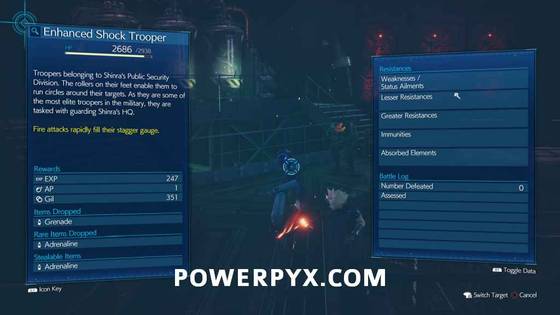 Enhanced Shock Trooper
HP
2686 /2938
Troopers belonging to Shinra's Public Security
Division. The rollers on their feet enable them to
run circles around their targets. As they are some of
the most elite troopers in the military, they are
tasked with guarding Shinra's HQ.
Fire attacks rapidly fill their stagger gauge.
Rewards
EXP 247
AP 1
Gil 351
Items Dropped
Grenade
Rare Items Dropped
Adrenaline
Stealable Items
Adrenaline
Icon Key
Resistances
Weaknesses /
Status Ailments
Lesser Resistances
Greater Resistances
Immunities
Absorbed Elements
Battle Log
Number Defeated 0
Assessed
Toggle Data
Switch Target
Cancel
POWERPYX.COM